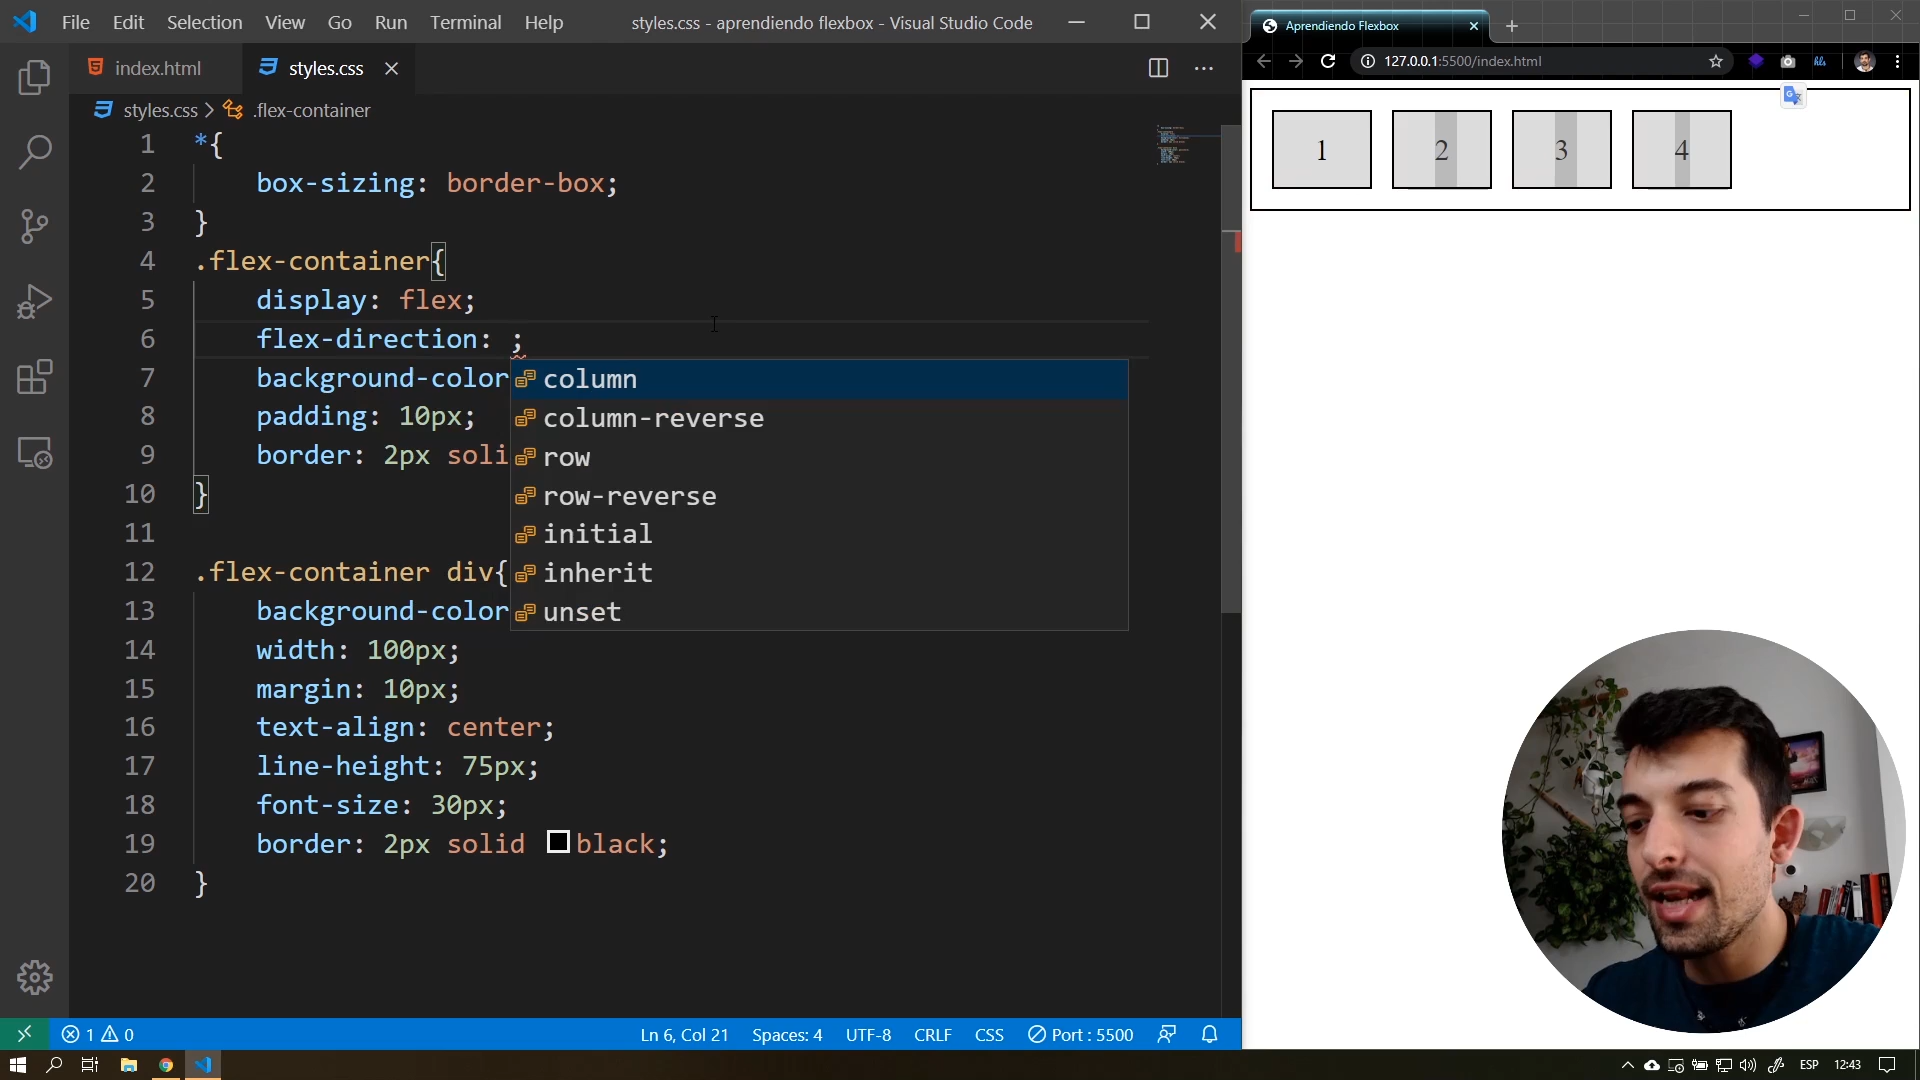 File Edit Selection View Go Run Terminal Help styles.css - aprendiendo flexbox - Visual Studio Code
index.html styles.css
styles.css > .flex-container
1 *{
2 box-sizing: border-box;
3 }
4 .flex-container{
5 display: flex;
6 flex-direction: ;
7 background-color
8 padding: 10px;
9 border: 2px soli
10 }
11
12 .flex-container div{
13 background-color
14 width: 100px;
15 margin: 10px;
16 text-align: center;
17 line-height: 75px;
18 font-size: 30px;
19 border: 2px solid black;
20 }
column
column-reverse
row
row-reverse
initial
inherit
unset
1 0 Ln 6, Col 21 Spaces: 4 UTF-8 CRLF CSS Port : 5500
Aprendiendo Flexbox
127.0.0.1:5500/index.html
1 2 3 4
ESP 12:43